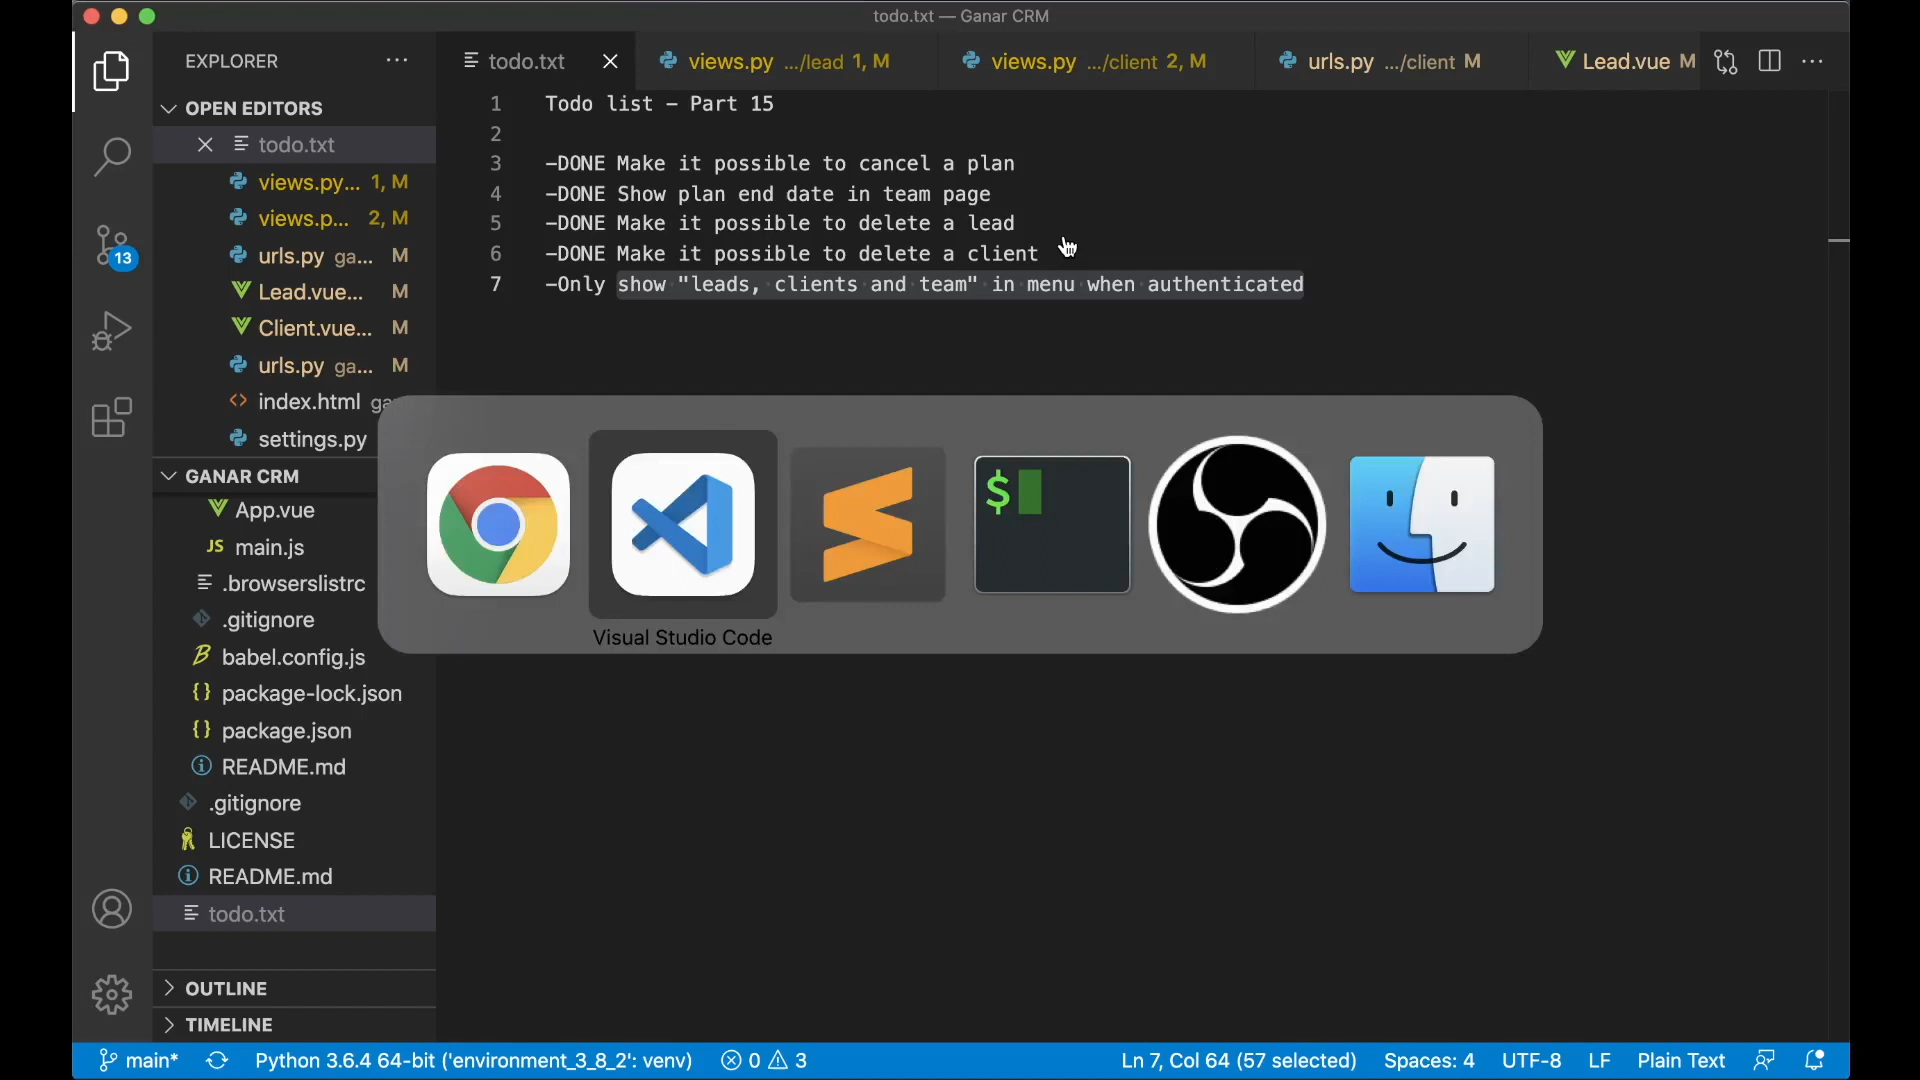 todo.txt — Ganar CRM
EXPLORER
todo.txt
views.py .../lead 1, M
views.py .../client 2, M
urls.py .../client M
Lead.vue M
OPEN EDITORS
todo.txt
views.py... 1, M
views.p... 2, M
urls.py ga... M
Lead.vue... M
Client.vue... M
urls.py ga... M
index.html ga
settings.py
GANAR CRM
App.vue
JS main.js
.browserslistrc
.gitignore
babel.config.js
package-lock.json
package.json
README.md
.gitignore
LICENSE
README.md
todo.txt
OUTLINE
TIMELINE
13
1 Todo list - Part 15
2
3 -DONE Make it possible to cancel a plan
4 -DONE Show plan end date in team page
5 -DONE Make it possible to delete a lead
6 -DONE Make it possible to delete a client
7 -Only show "leads, clients and team" in menu when authenticated
$
Visual Studio Code
main* Python 3.6.4 64-bit ('environment_3_8_2': venv) 0 3 Ln 7, Col 64 (57 selected) Spaces: 4 UTF-8 LF Plain Text